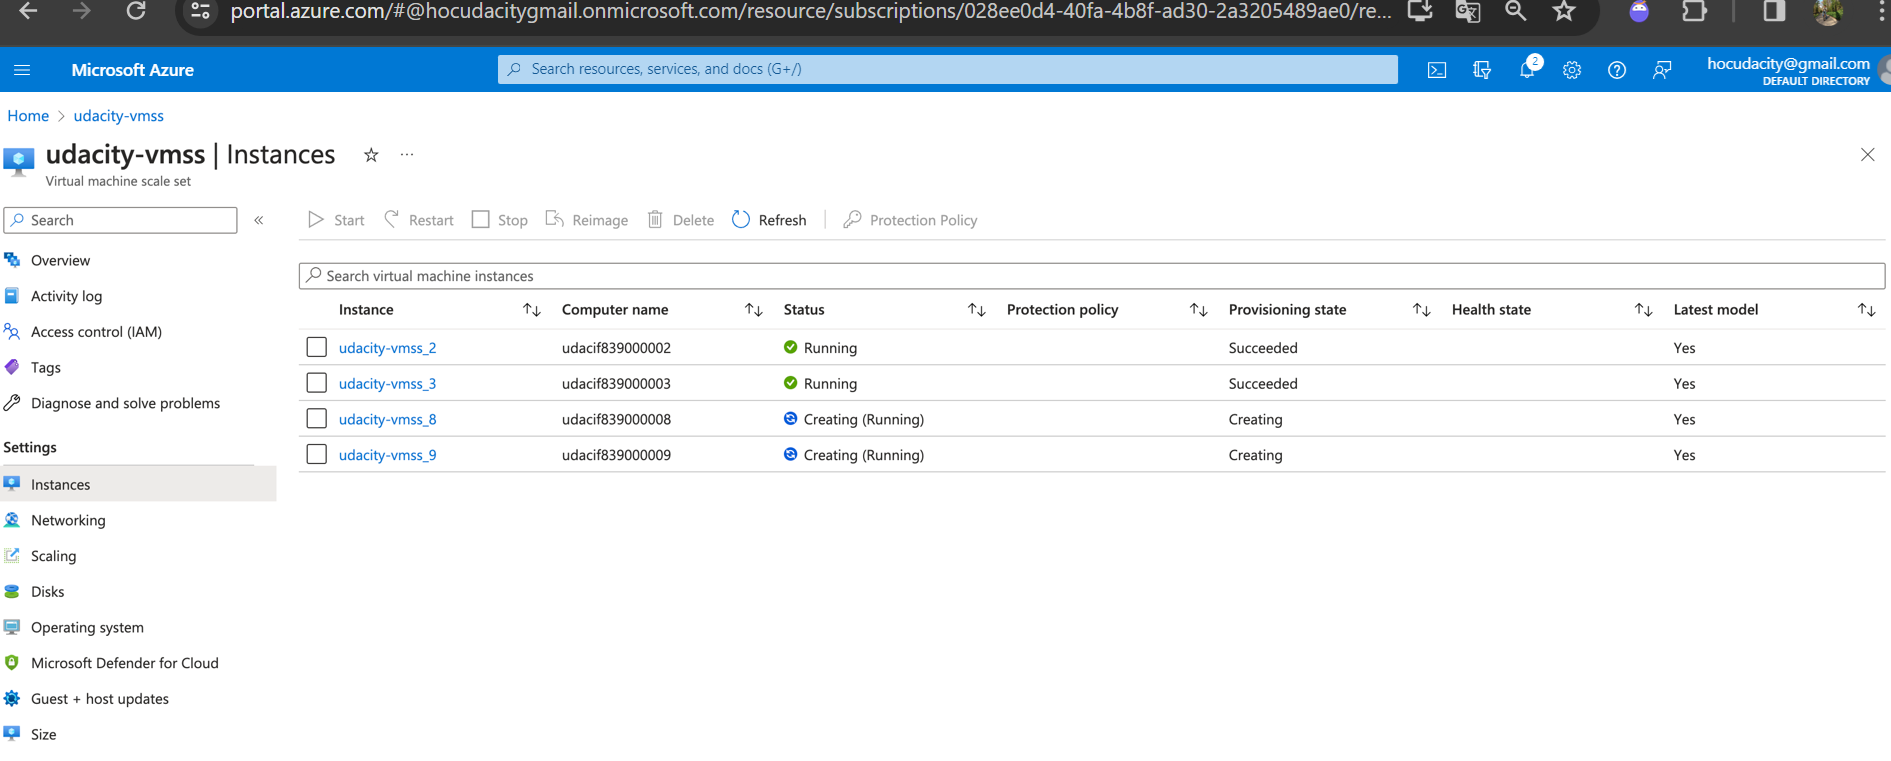 portal.azure.com/#@hocudacitygmail.onmicrosoft.com/resource/subscriptions/028ee0d4-40fa-4b8f-ad30-2a3205489ae0/re...
Microsoft Azure
Search resources, services, and docs (G+/)
2
hocudacity@gmail.com
DEFAULT DIRECTORY
Home > udacity-vmss
udacity-vmss | Instances ...
Virtual machine scale set
Search «
Start Restart Stop Reimage Delete Refresh Protection Policy
Search virtual machine instances
Instance Computer name Status Protection policy Provisioning state Health state Latest model
udacity-vmss_2 udacif839000002 Running Succeeded Yes
udacity-vmss_3 udacif839000003 Running Succeeded Yes
udacity-vmss_8 udacif839000008 Creating (Running) Creating Yes
udacity-vmss_9 udacif839000009 Creating (Running) Creating Yes
Overview
Activity log
Access control (IAM)
Tags
Diagnose and solve problems
Settings
Instances
Networking
Scaling
Disks
Operating system
Microsoft Defender for Cloud
Guest + host updates
Size